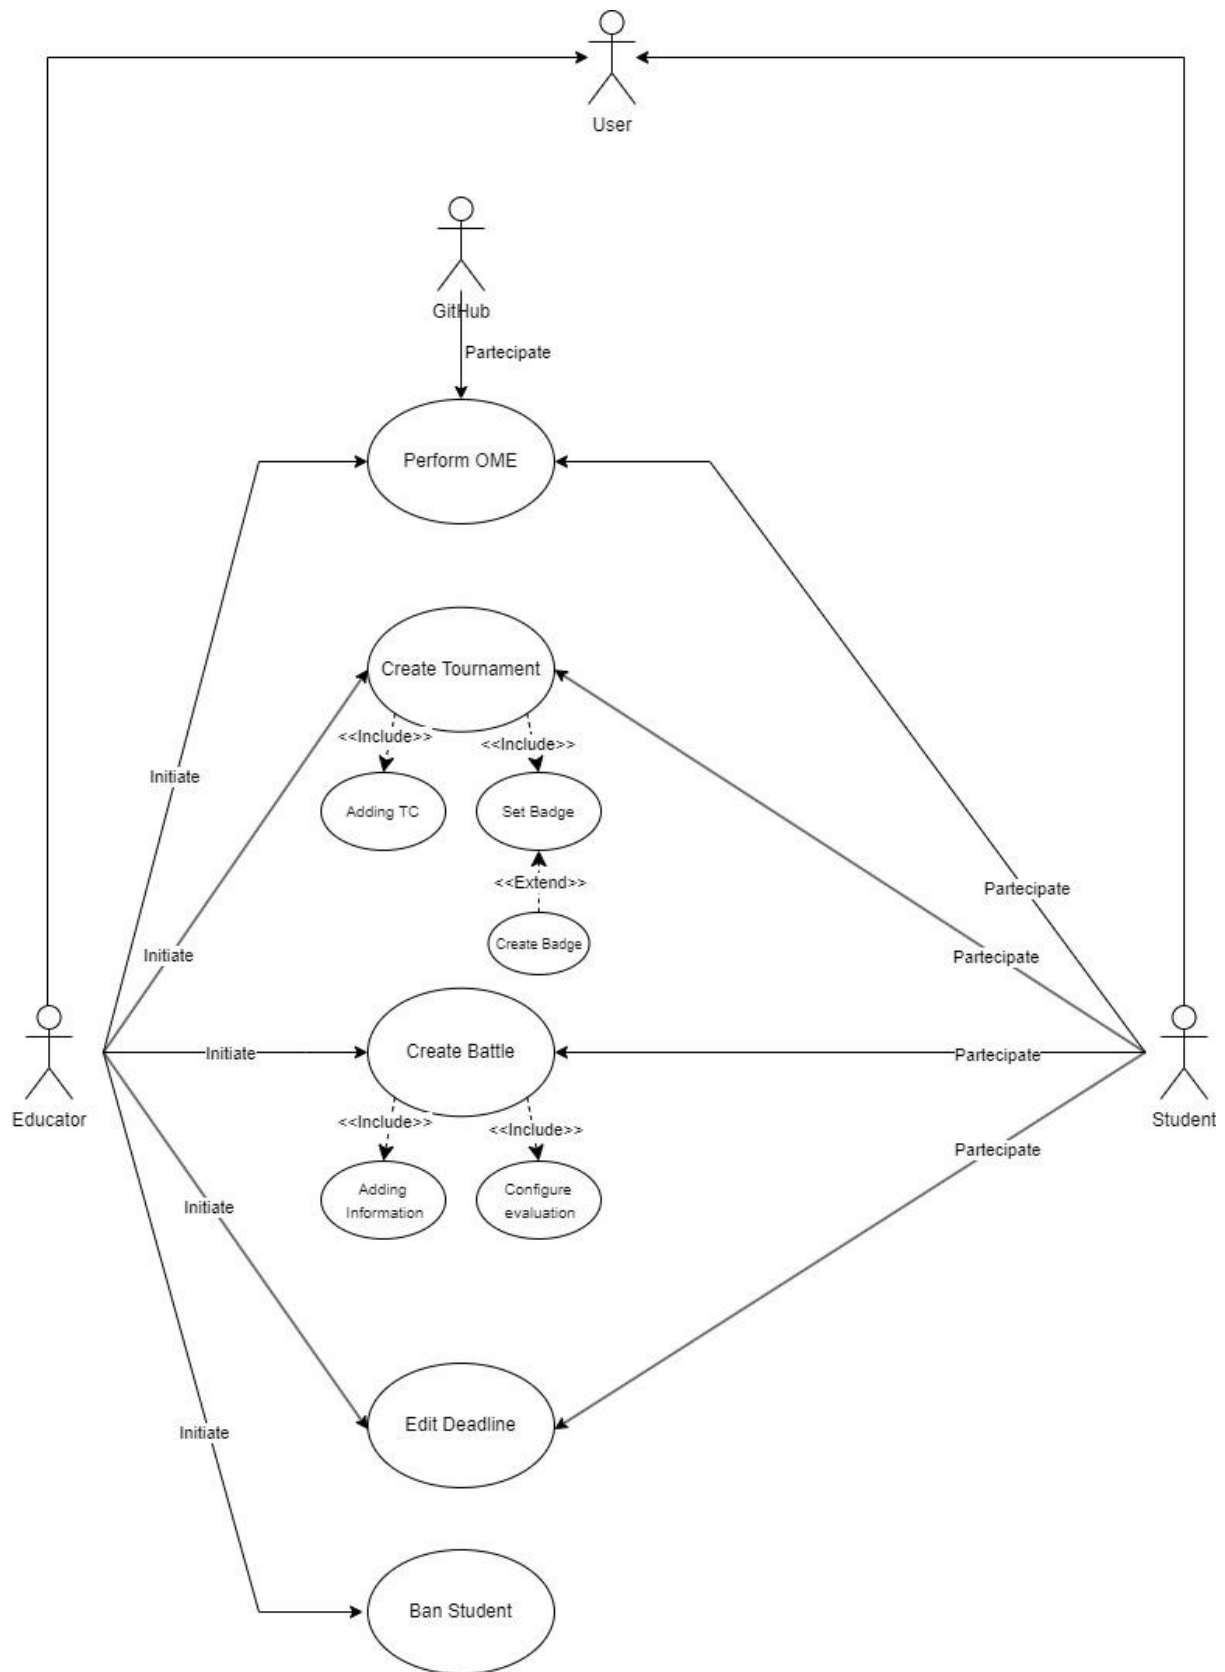 User
GitHub
Partecipate
Perform OME
Create Tournament
<<Include>>
<<Include>>
Initiate
Adding TC
Set Badge
<<Extend>>
Partecipate
Create Badge
Initiate
Partecipate
Create Battle
Initiate
Partecipate
Educator
Student
<<Include>>
<<Include>>
Partecipate
Adding
Information
Configure
evaluation
Initiate
Edit Deadline
Initiate
Ban Student